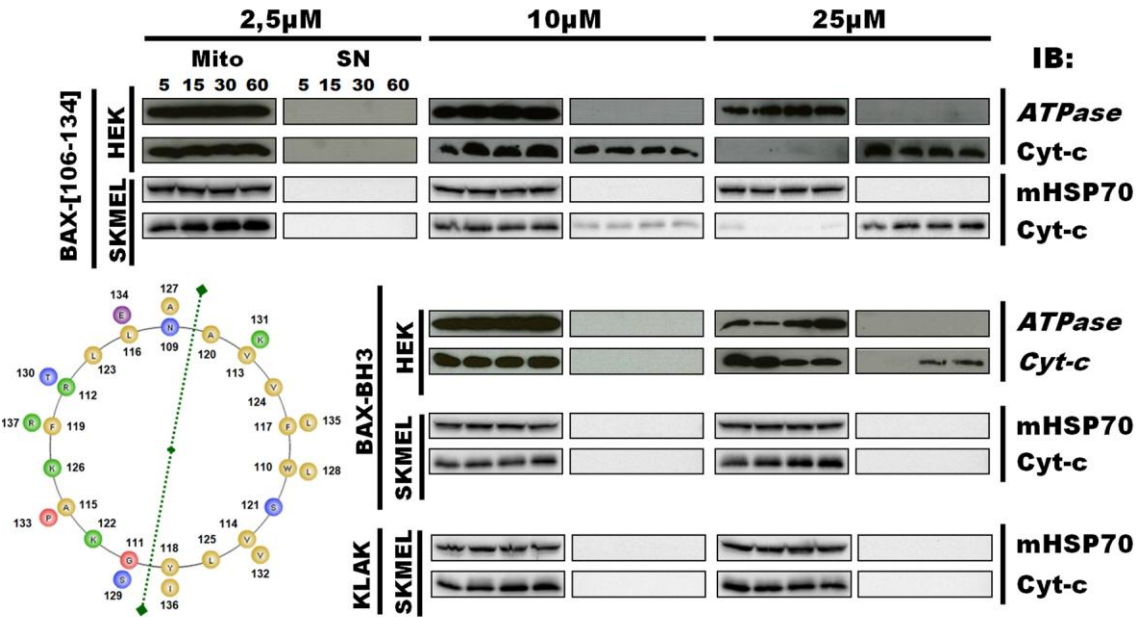 2,5µM 10µM 25µM
Mito SN IB:
5 15 30 60 5 15 30 60
BAX-[106-134]
HEK
ATPase
Cyt-c
SKMEL
mHSP70
Cyt-c
BAX-BH3
HEK
ATPase
Cyt-c
SKMEL
mHSP70
Cyt-c
KLAK
SKMEL
mHSP70
Cyt-c
127
134 A 131
E K
L N A
116 109 120 V
L 113
123
130 T R V
112 124
137 R F F L 135
119 117
K W L 128
126 110
A S
115 121
133 P K 114 V
122 125 V
G Y L 132
111 118
S I
129 136